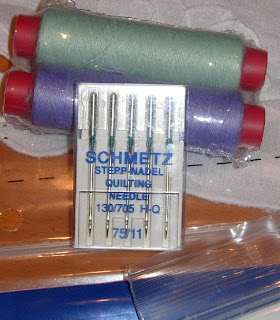 SCHMETZ
STEPP-NADEL
QUILTING
NEEDLE
130/705 H-Q
75/11